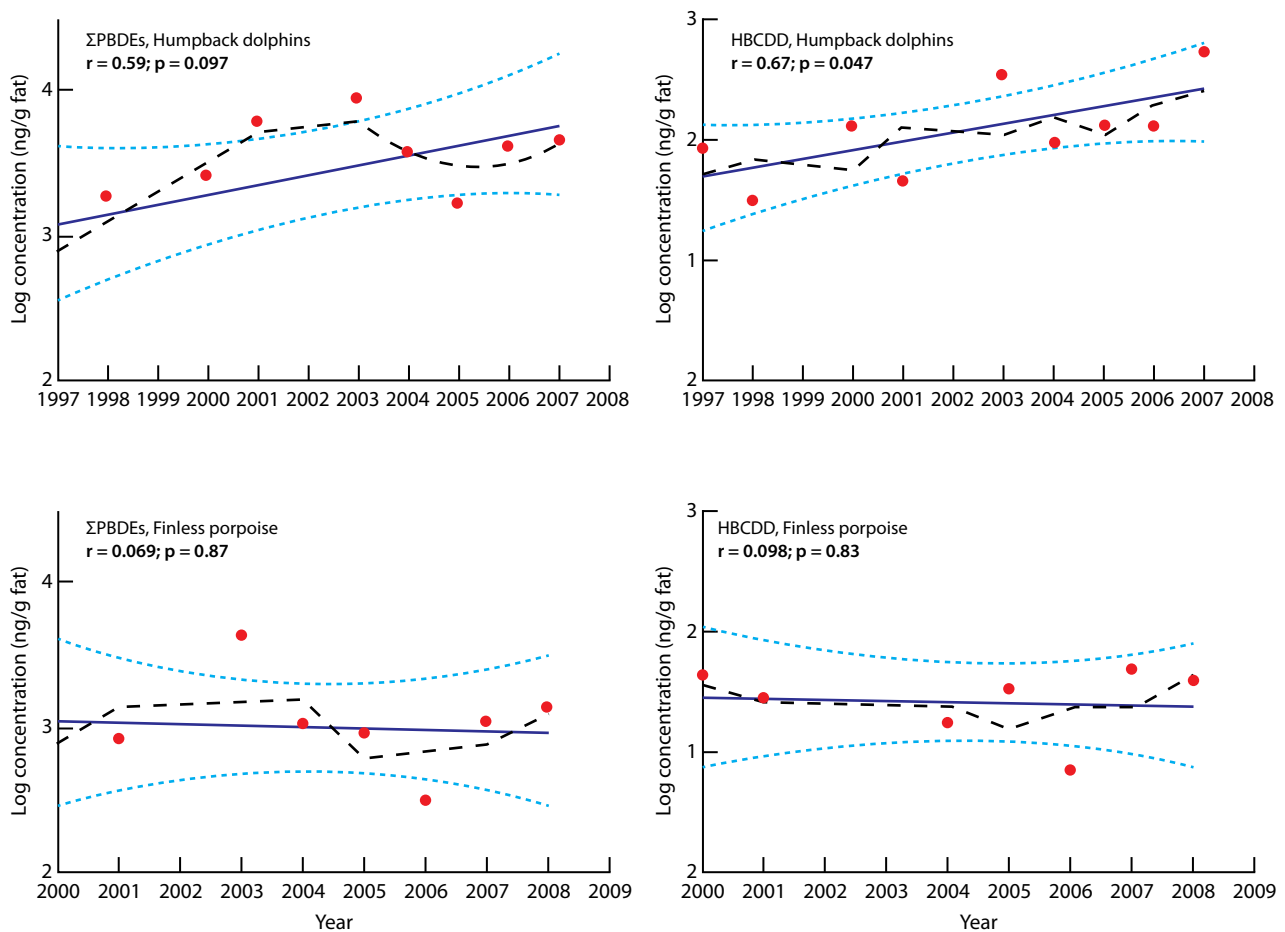 ΣPBDEs, Humpback dolphins
r = 0.59; p = 0.097
Log concentration (ng/g fat)
4
3
2
1997 1998 1999 2000 2001 2002 2003 2004 2005 2006 2007 2008
HBCDD, Humpback dolphins
r = 0.67; p = 0.047
Log concentration (ng/g fat)
3
2
1
2
1997 1998 1999 2000 2001 2002 2003 2004 2005 2006 2007 2008
ΣPBDEs, Finless porpoise
r = 0.069; p = 0.87
Log concentration (ng/g fat)
4
3
2
2000 2001 2002 2003 2004 2005 2006 2007 2008 2009
Year
HBCDD, Finless porpoise
r = 0.098; p = 0.83
Log concentration (ng/g fat)
3
2
1
2
2000 2001 2002 2003 2004 2005 2006 2007 2008 2009
Year